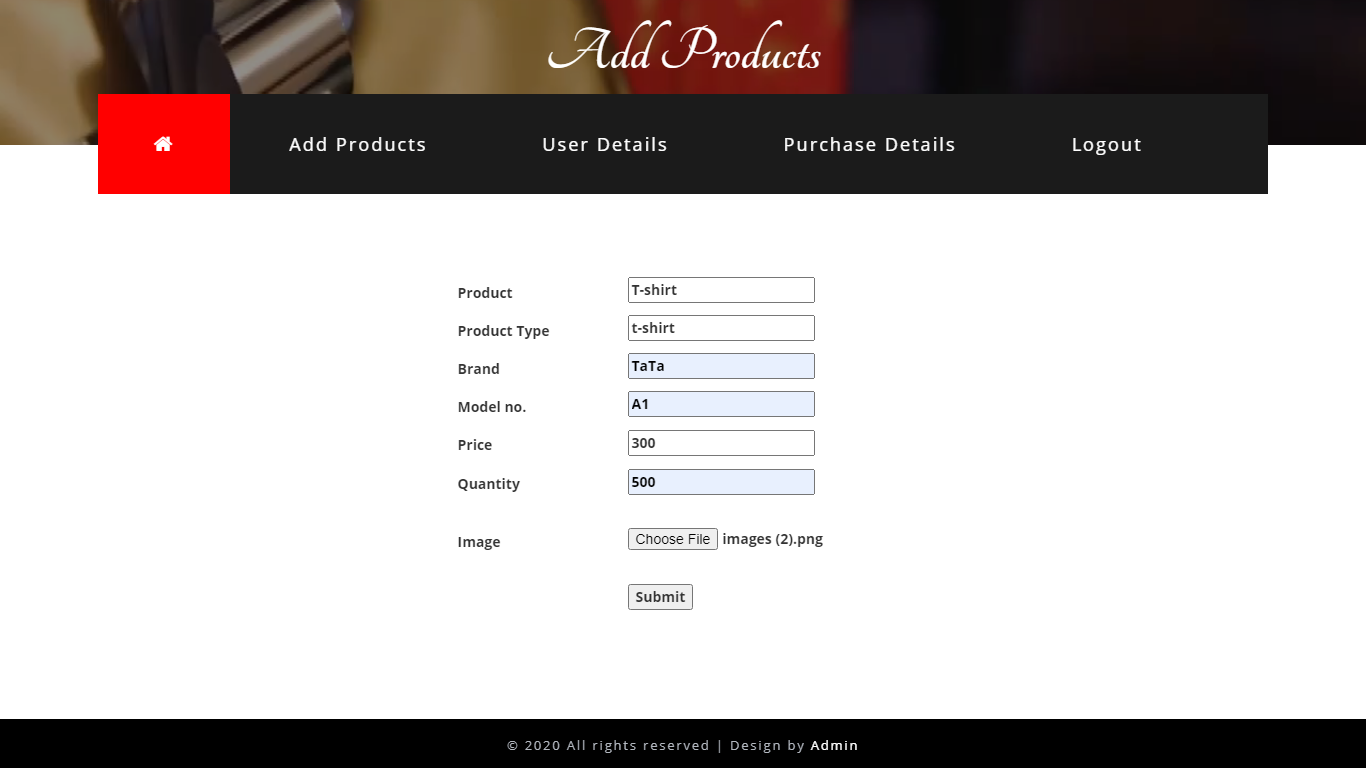 Add Products
Add Products User Details Purchase Details Logout
Product T-shirt
Product Type t-shirt
Brand TaTa
Model no. A1
Price 300
Quantity 500
Image Choose File images (2).png
Submit
© 2020 All rights reserved | Design by Admin